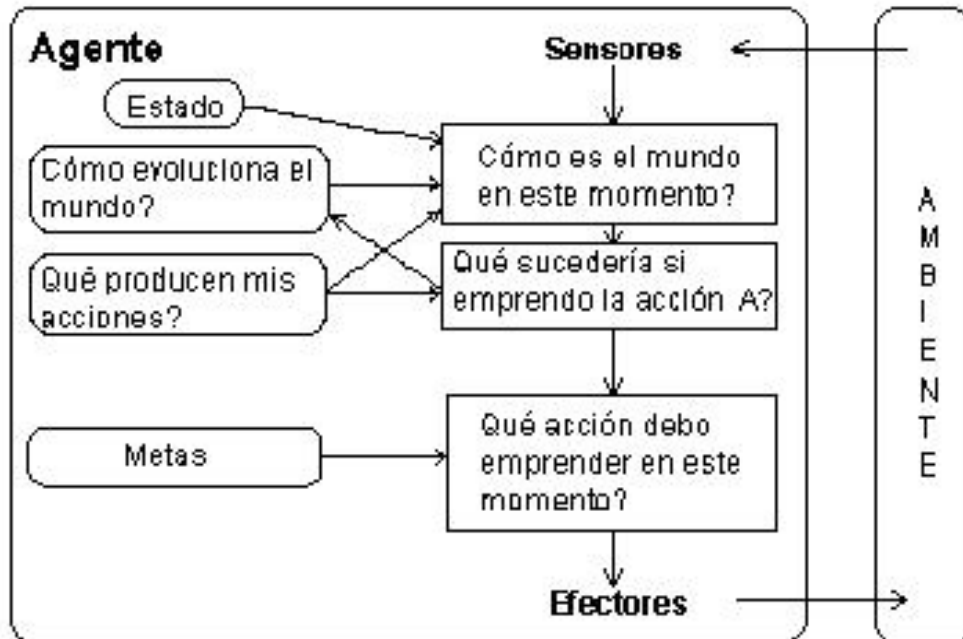 Agente
Sensores
Estado
Cómo es el mundo
en este momento?
Cómo evoluciona el
mundo?
Qué sucedería si
emprendo la acción A?
Qué producen mis
acciones?
Qué acción debo
emprender en este
momento?
Metas
Efectores
AMBIENTE